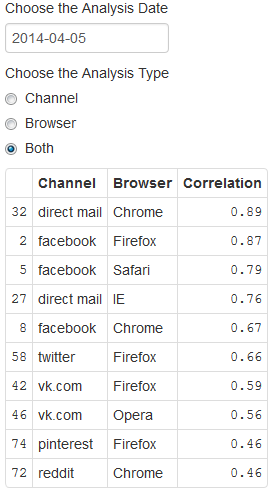 Choose the Analysis Date
2014-04-05
Choose the Analysis Type
Channel
Browser
Both
Channel Browser Correlation
32 direct mail Chrome 0.89
2 facebook Firefox 0.87
5 facebook Safari 0.79
27 direct mail IE 0.76
8 facebook Chrome 0.67
58 twitter Firefox 0.66
42 vk.com Firefox 0.59
46 vk.com Opera 0.56
74 pinterest Firefox 0.46
72 reddit Chrome 0.46